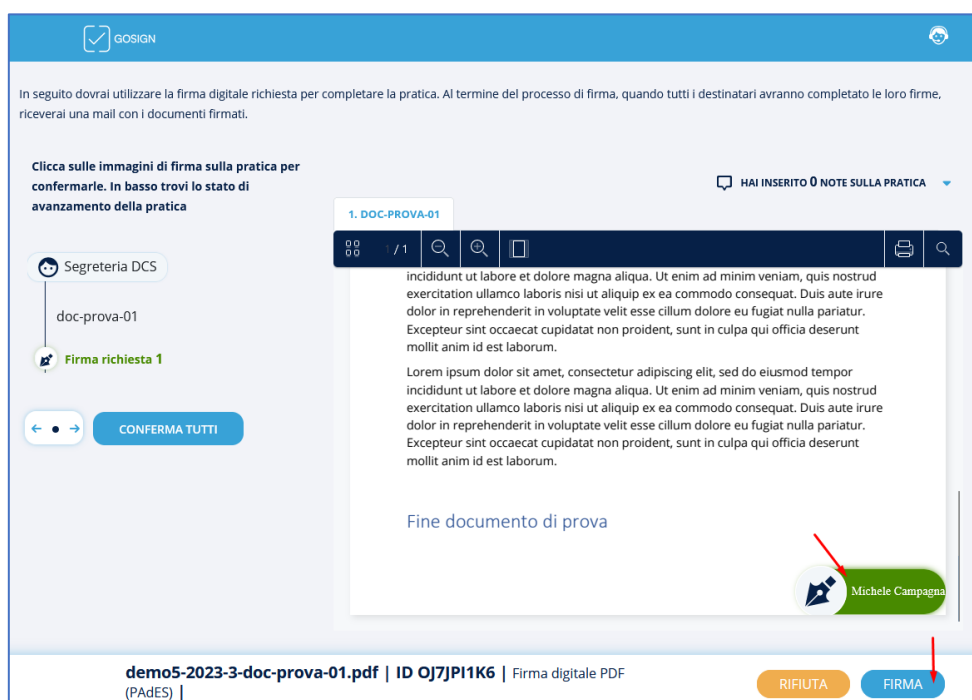 GOSIGN
In seguito dovrai utilizzare la firma digitale richiesta per completare la pratica. Al termine del processo di firma, quando tutti i destinatari avranno completato le loro firme,
riceverai una mail con i documenti firmati.
Clicca sulle immagini di firma sulla pratica per
confermarle. In basso trovi lo stato di
avanzamento della pratica
HAI INSERITO 0 NOTE SULLA PRATICA
1. DOC-PROVA-01
1 / 1
Segreteria DCS
doc-prova-01
Firma richiesta 1
CONFERMA TUTTI
incididunt ut labore et dolore magna aliqua. Ut enim ad minim veniam, quis nostrud
exercitation ullamco laboris nisi ut aliquip ex ea commodo consequat. Duis aute irure
dolor in reprehenderit in voluptate velit esse cillum dolore eu fugiat nulla pariatur.
Excepteur sint occaecat cupidatat non proident, sunt in culpa qui officia deserunt
mollit anim id est laborum.
Lorem ipsum dolor sit amet, consectetur adipiscing elit, sed do eiusmod tempor
incididunt ut labore et dolore magna aliqua. Ut enim ad minim veniam, quis nostrud
exercitation ullamco laboris nisi ut aliquip ex ea commodo consequat. Duis aute irure
dolor in reprehenderit in voluptate velit esse cillum dolore eu fugiat nulla pariatur.
Excepteur sint occaecat cupidatat non proident, sunt in culpa qui officia deserunt
mollit anim id est laborum.
Fine documento di prova
Michele Campagna
demo5-2023-3-doc-prova-01.pdf | ID OJ7JPI1K6 | Firma digitale PDF
(PAdES) |
RIFIUTA
FIRMA